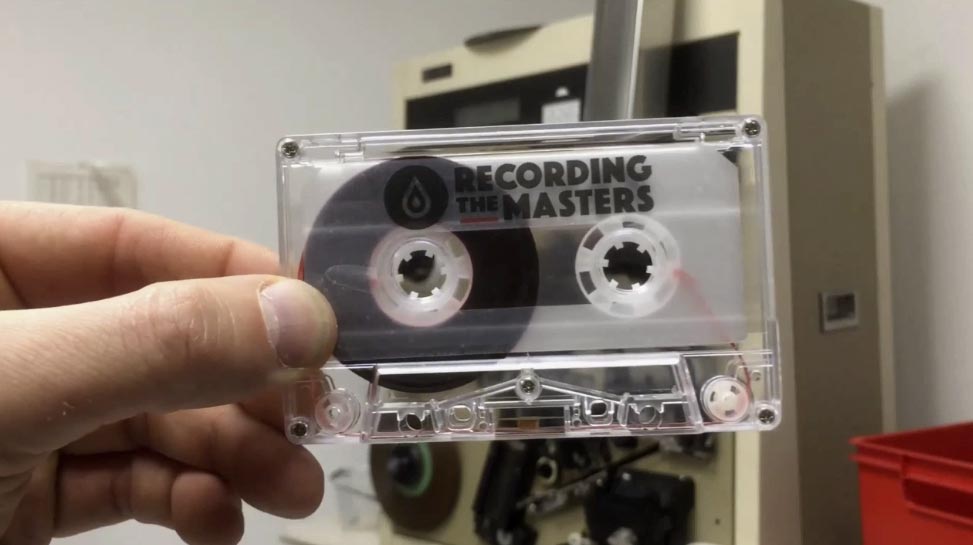 RECORDING
THE MASTERS